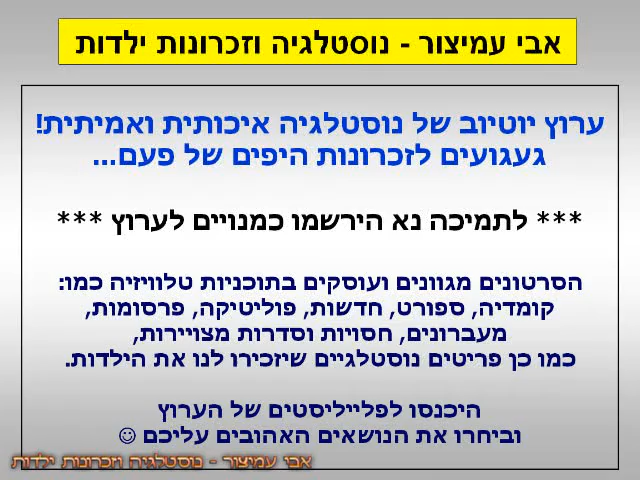 אבי עמיצור - נוסטלגיה וזכרונות ילדות
ערוץ יוטיוב של נוסטלגיה איכותית ואמיתית!
געגועים לזכרונות היפים של פעם...
*** לתמיכה נא הירשמו כמנויים לערוץ ***
הסרטונים מגוונים ועוסקים בתוכניות טלוויזיה כמו:
קומדיה, ספורט, חדשות, פוליטיקה, פרסומות,
מעברונים, חסויות וסדרות מצויירות,
כמו כן פריטים נוסטלגיים שיזכירו לנו את הילדות.
היכנסו לפלייליסטים של הערוץ
וביחרו את הנושאים האהובים עליכם ☺
אבי עמיצור - נוסטלגיה וזכרונות ילדות